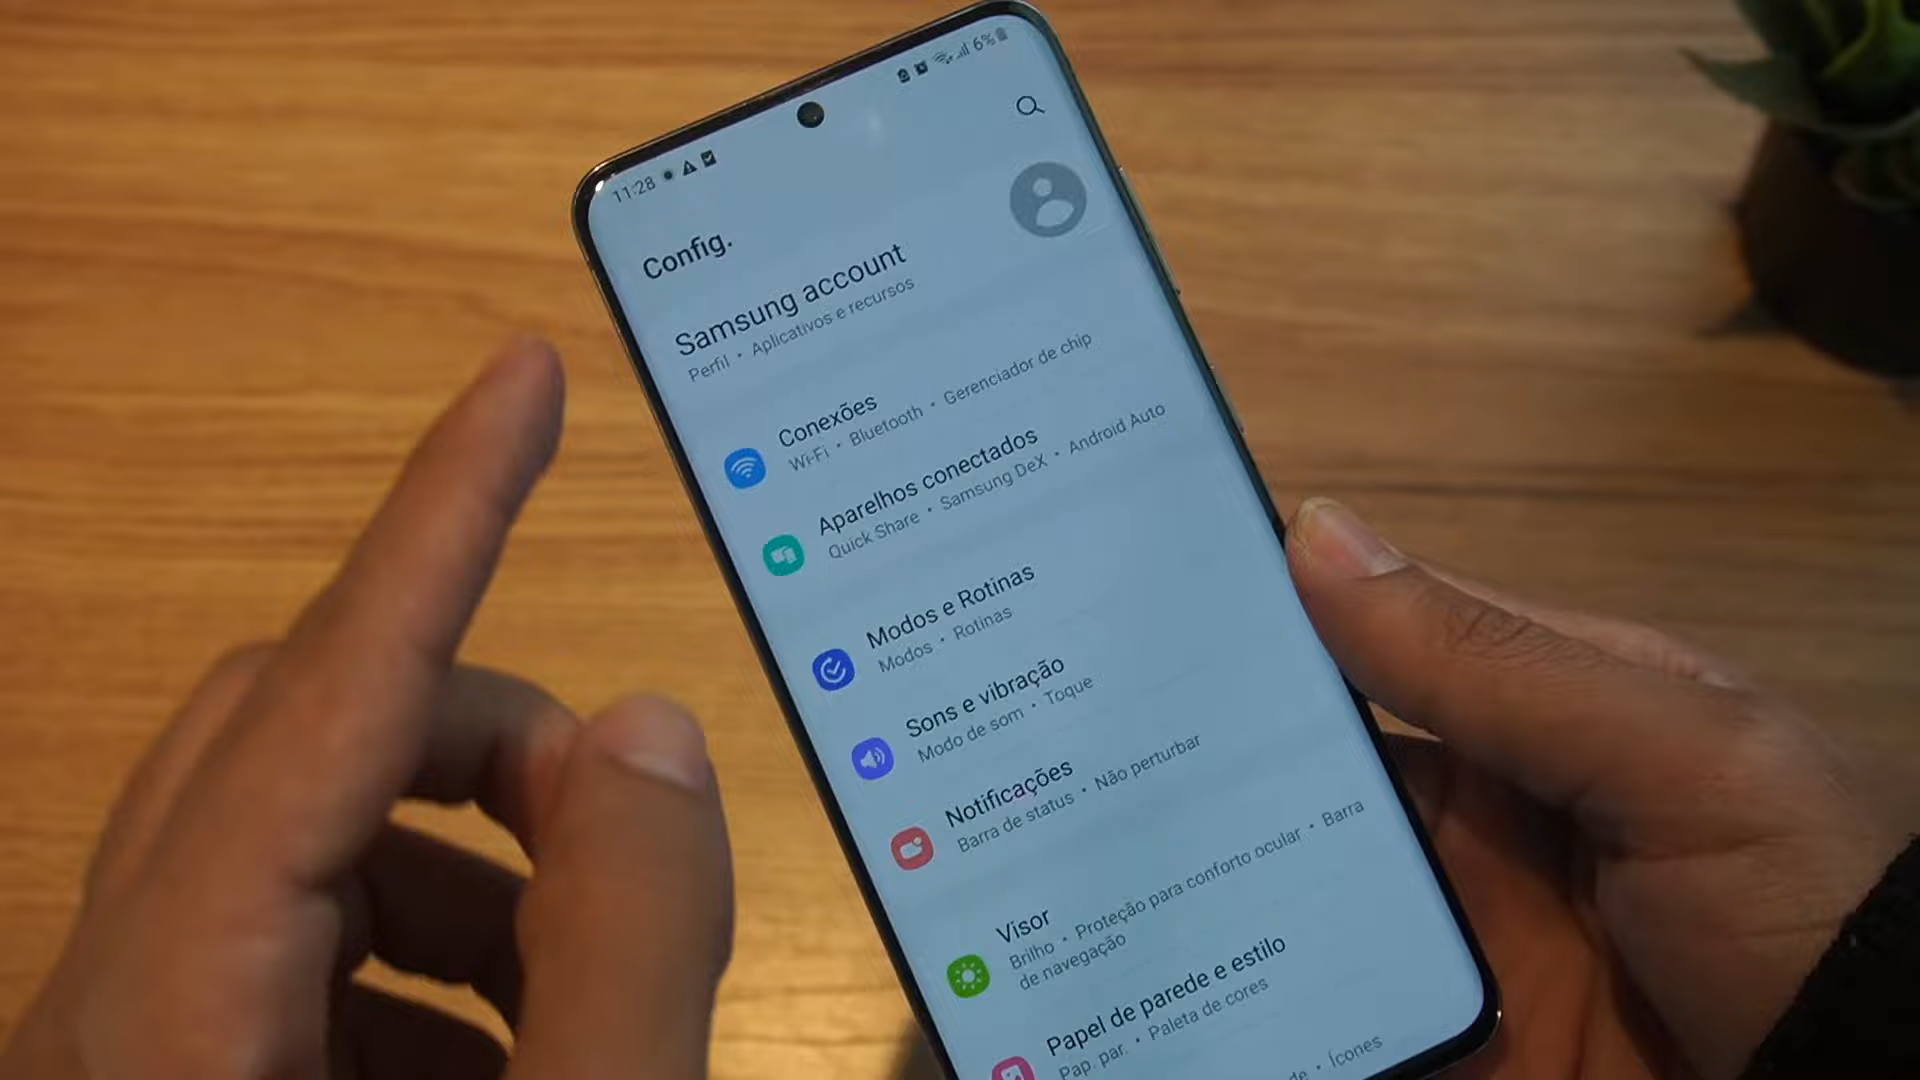 11:28
6%
Config.
Samsung account
Perfil • Aplicativos e recursos
Conexões
Wi-Fi • Bluetooth • Gerenciador de chip
Aparelhos conectados
Quick Share • Samsung DeX • Android Auto
Modos e Rotinas
Modos • Rotinas
Sons e vibração
Modo de som • Toque
Notificações
Barra de status • Não perturbar
Visor
Brilho • Proteção para conforto ocular • Barra
de navegação
Papel de parede e estilo
Pap. par. • Paleta de cores
de • Ícones